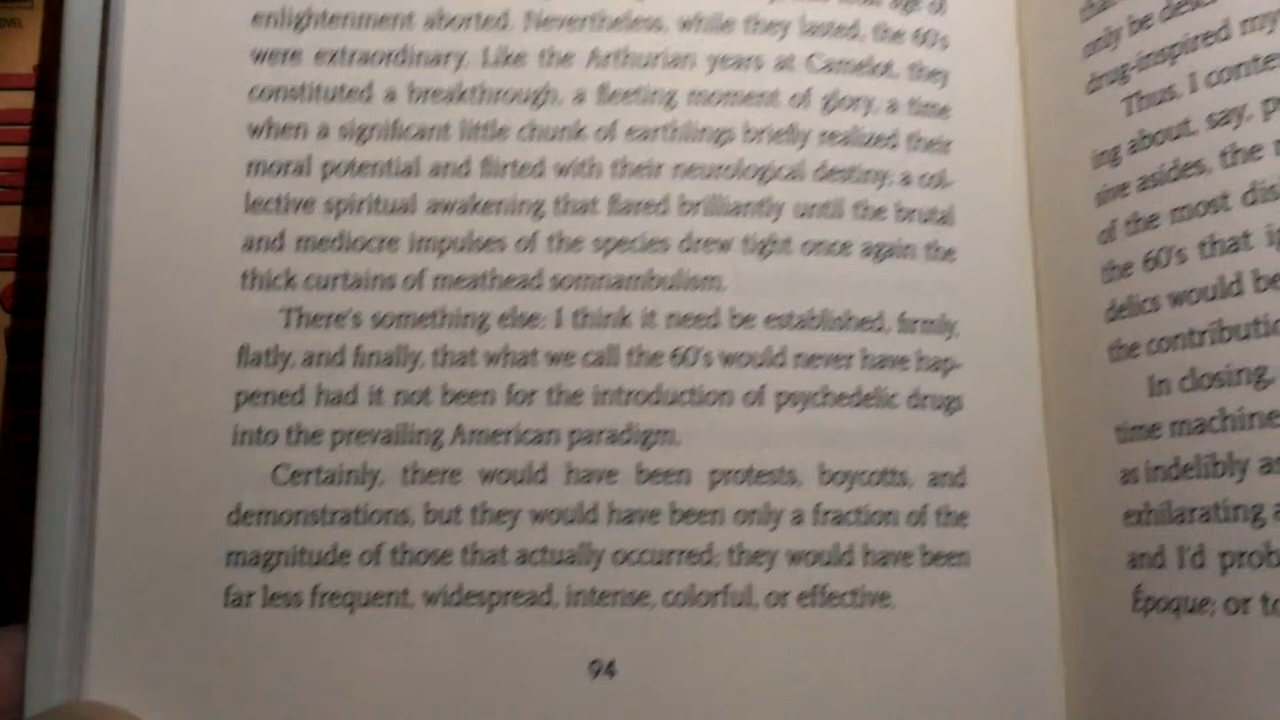 NOVEL
enlightenment aborted. Nevertheless, while they lasted, the 60's
were extraordinary. Like the Arthurian years at Camelot, they
constituted a breakthrough, a fleeting moment of glory, a time
when a significant little chunk of earthlings briefly realized their
moral potential and flirted with their neurological destiny, a col-
lective spiritual awakening that flared brilliantly until the brutal
and mediocre impulses of the species drew tight once again the
thick curtains of meathead somnambulism.
There's something else: I think it need be established, firmly,
flatly, and finally, that what we call the 60's would never have hap-
pened had it not been for the introduction of psychedelic drugs
into the prevailing American paradigm.
Certainly, there would have been protests, boycotts, and
demonstrations, but they would have been only a fraction of the
magnitude of those that actually occurred; they would have been
far less frequent, widespread, intense, colorful, or effective.
94
only be
drug-inspired
Thus, I
ing about, say,
asides, the
of the most
the 60's that
delics would be
the
In closing,
time machine
as indelibly
exhilarating
and I'd
Époque; or